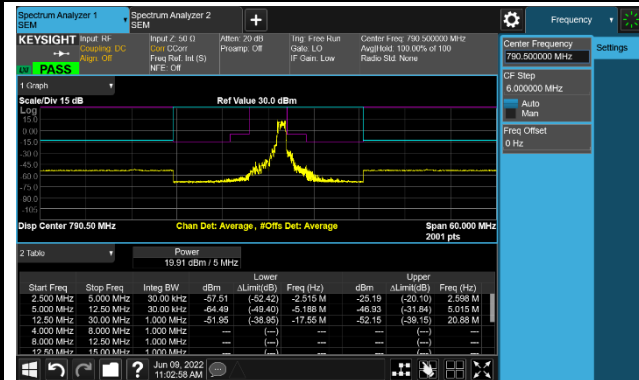 Spectrum Analyzer 1
SEM
Spectrum Analyzer 2
SEM
Frequency
KEYSIGHT
Input: RF
Coupling: DC
Align: Off
Input Z: 50 Ω
Corr CCorr
Freq Ref: Int (S)
NFE: Off
Atten: 20 dB
Preamp: Off
Trig: Free Run
Gate: LO
IF Gain: Low
Center Freq: 790.500000 MHz
Avg|Hold: 100.00% of 100
Radio Std: None
PASS
Center Frequency
790.500000 MHz
Settings
CF Step
6.000000 MHz
Auto
Man
Freq Offset
0 Hz
1 Graph
Scale/Div 15 dB
Ref Value 30.0 dBm
Log
15.0
0.00
-15.0
-30.0
-45.0
-60.0
-75.0
-90.0
-105
Disp Center 790.50 MHz
Chan Det: Average, #Offs Det: Average
Span 60.000 MHz
2001 pts
2 Table
Power
19.91 dBm / 5 MHz
Lower Upper
Start Freq Stop Freq Integ BW dBm ΔLimit(dB) Freq (Hz) dBm ΔLimit(dB) Freq (Hz)
2.500 MHz 5.000 MHz 30.00 kHz -57.51 (-52.42) -2.515 M -25.19 (-20.10) 2.598 M
5.000 MHz 12.50 MHz 30.00 kHz -64.49 (-49.40) -5.188 M -46.93 (-31.84) 5.015 M
12.50 MHz 30.00 MHz 1.000 MHz -51.95 (-38.95) -17.55 M -52.15 (-39.15) 20.88 M
4.000 MHz 8.000 MHz 1.000 MHz --- (---) --- --- (---) ---
8.000 MHz 12.50 MHz 1.000 MHz --- (---) --- --- (---) ---
12.50 MHz 15.00 MHz 1.000 MHz --- (---) --- --- (---) ---
Jun 09, 2022
11:02:58 AM